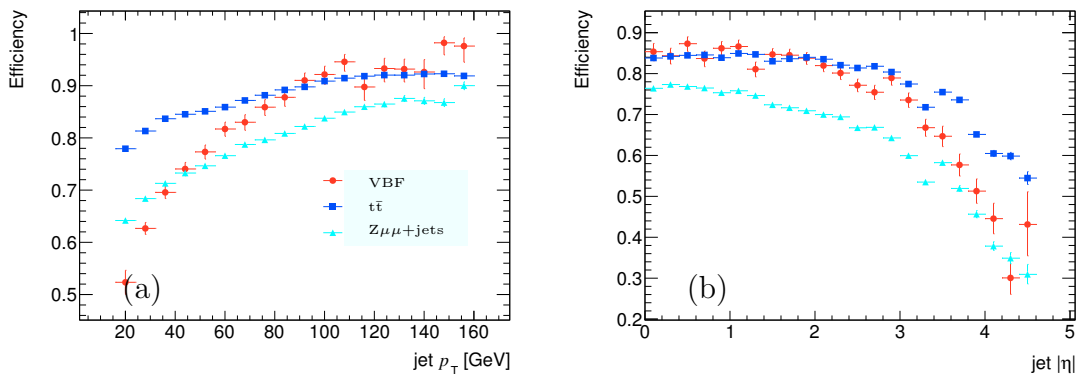 Efficiency
1
0.9
0.8
0.7
0.6
0.5
20 40 60 80 100 120 140 160
jet p_T [GeV]
(a)
VBF
tt̄
Zμμ+jets
Efficiency
0.9
0.8
0.7
0.6
0.5
0.4
0.3
0.2
0 1 2 3 4 5
jet |η|
(b)